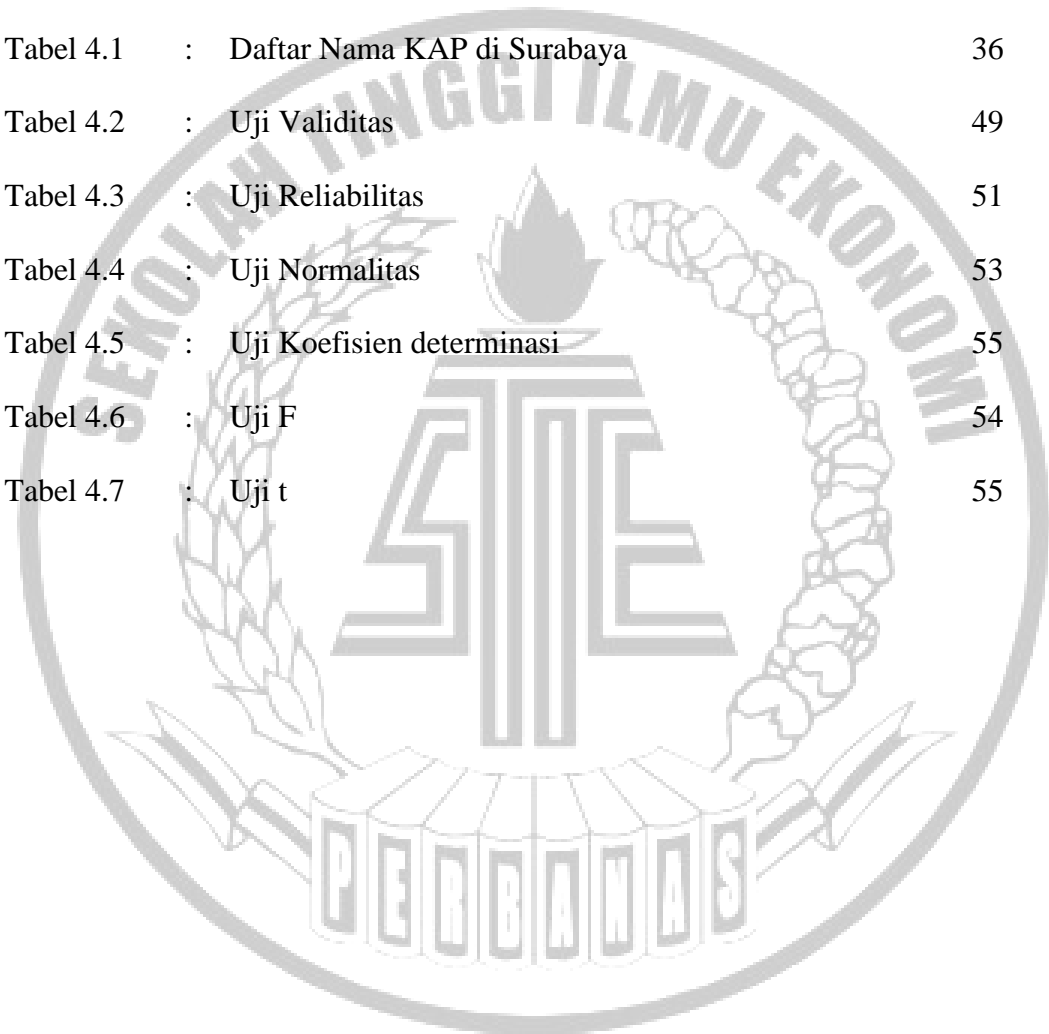 Tabel 4.1 : Daftar Nama KAP di Surabaya 36
Tabel 4.2 : Uji Validitas 49
Tabel 4.3 : Uji Reliabilitas 51
Tabel 4.4 : Uji Normalitas 53
Tabel 4.5 : Uji Koefisien determinasi 55
Tabel 4.6 : Uji F 54
Tabel 4.7 : Uji t 55
SEKOLAH TINGGI ILMU EKONOMI
STIE
PERBANAS